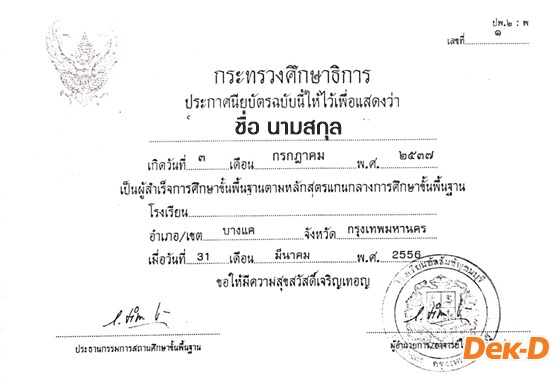 ปพ.๒ : พ
เลขที่ ๑
กระทรวงศึกษาธิการ
ประกาศนียบัตรฉบับนี้ให้ไว้เพื่อแสดงว่า
ชื่อ นามสกุล
เกิดวันที่ ๓ เดือน กรกฎาคม พ.ศ. ๒๕๓๗
เป็นผู้สำเร็จการศึกษาขั้นพื้นฐานตามหลักสูตรแกนกลางการศึกษาขั้นพื้นฐาน
โรงเรียน
อำเภอ/เขต บางแค จังหวัด กรุงเทพมหานคร
เมื่อวันที่ 31 เดือน มีนาคม พ.ศ. 2556
ขอให้มีความสุขสวัสดิ์เจริญเทอญ
ประธานกรรมการสถานศึกษาขั้นพื้นฐาน
ผู้อำนวยการ/อาจารย์ใ
Dek-D